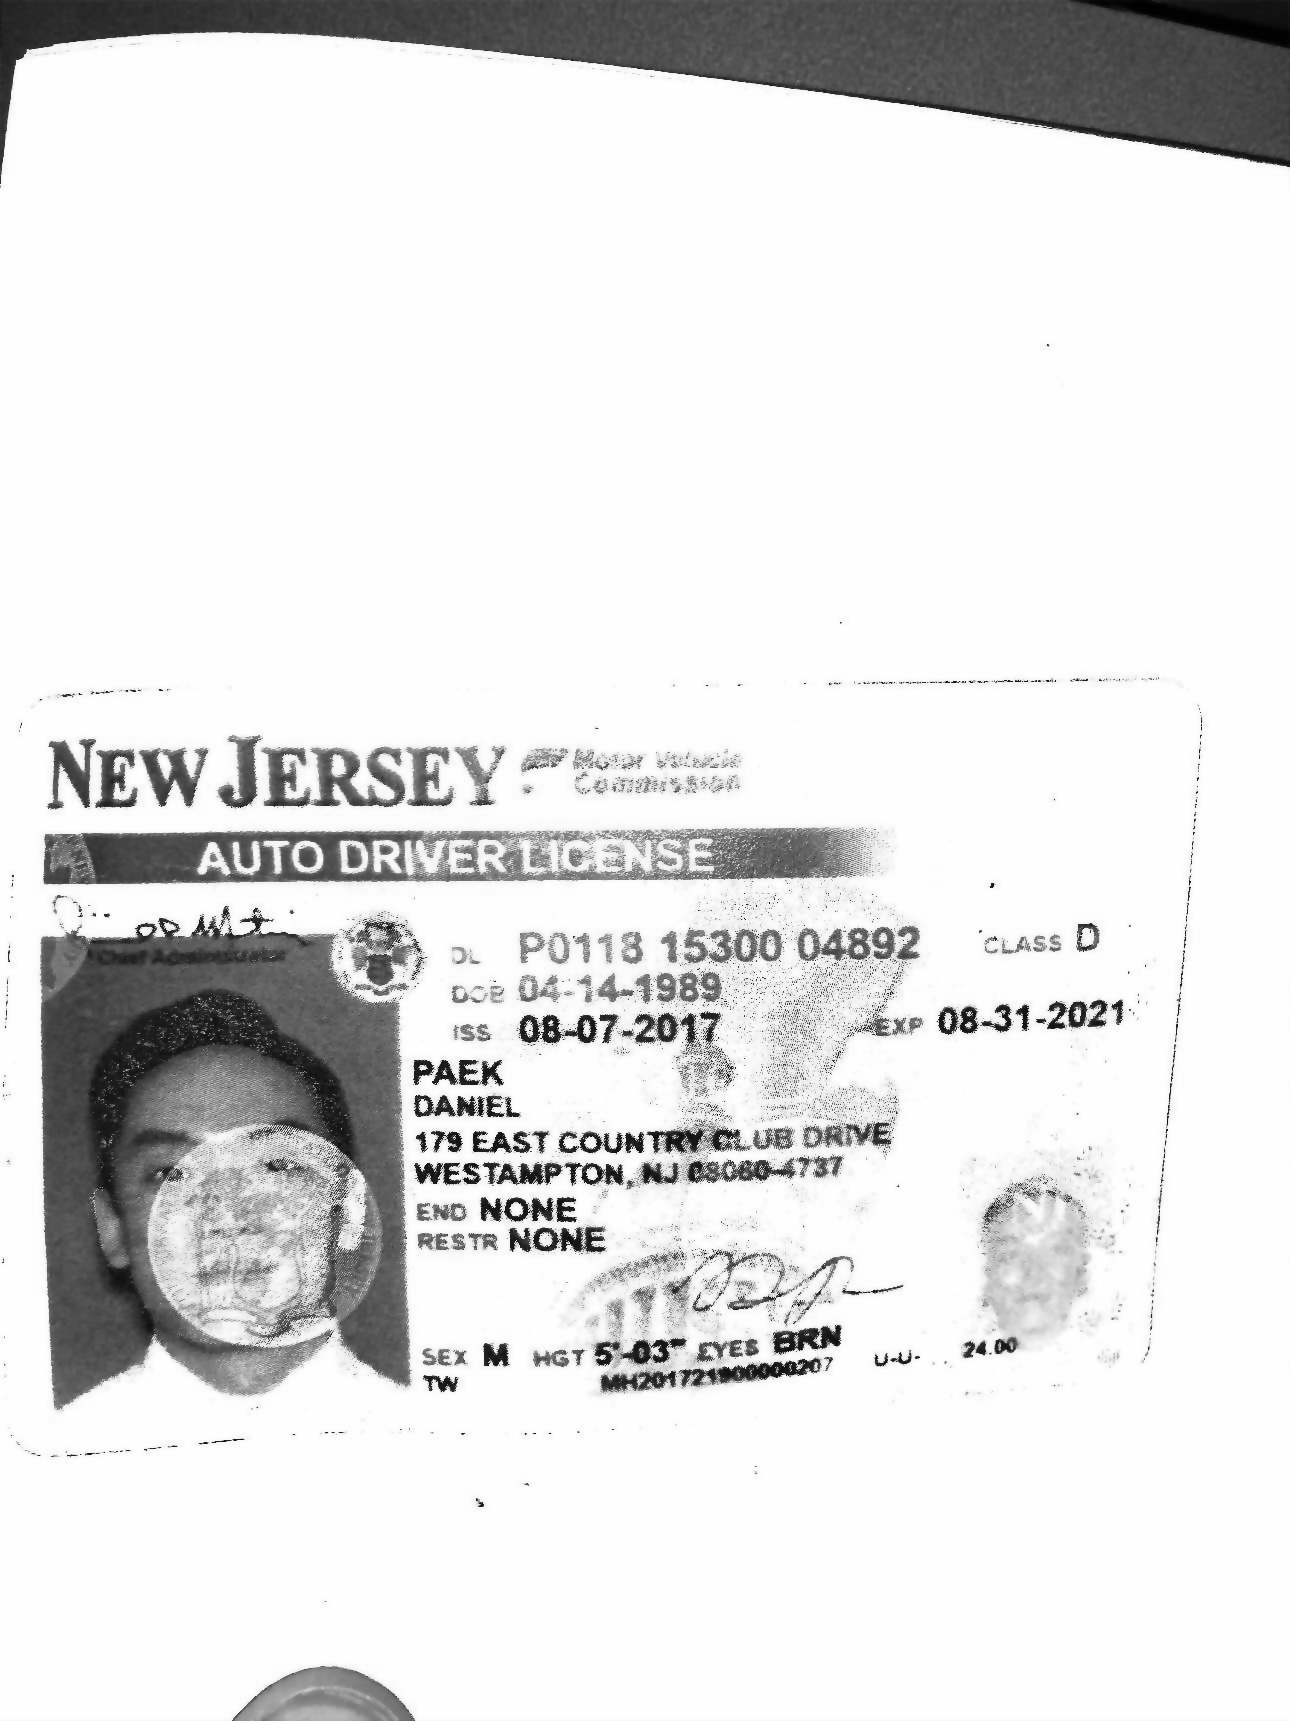 NEW JERSEY Motor Vehicle
Commission
AUTO DRIVER LICENSE
Chief Administrator
DL P0118 15300 04892 CLASS D
DOB 04-14-1989
ISS 08-07-2017 EXP 08-31-2021
PAEK
DANIEL
179 EAST COUNTRY CLUB DRIVE
WESTAMPTON, NJ 08060-4737
END NONE
RESTR NONE
SEX M HGT 5'-03" EYES BRN
TW MH201721900000207 24.00